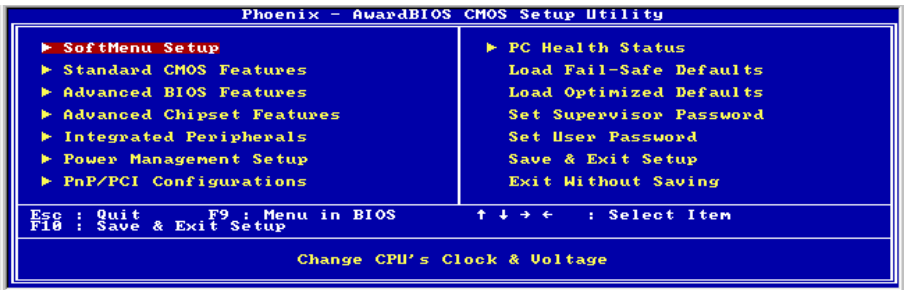 Phoenix - AwardBIOS CMOS Setup Utility
► SoftMenu Setup
► Standard CMOS Features
► Advanced BIOS Features
► Advanced Chipset Features
► Integrated Peripherals
► Power Management Setup
► PnP/PCI Configurations
► PC Health Status
Load Fail-Safe Defaults
Load Optimized Defaults
Set Supervisor Password
Set User Password
Save & Exit Setup
Exit Without Saving
Esc : Quit F9 : Menu in BIOS ↑ ↓ → ← : Select Item
F10 : Save & Exit Setup
Change CPU's Clock & Voltage